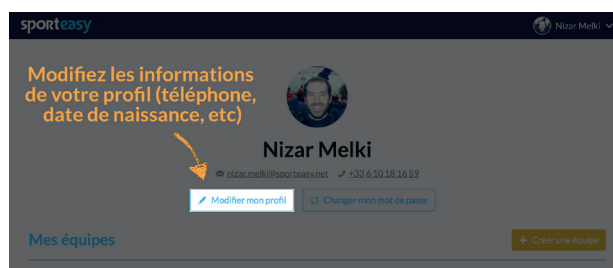 sporteasy
Nizar Melki
Modifiez les informations
de votre profil (téléphone,
date de naissance, etc)
Nizar Melki
nizar.melki@sporteasy.net +33 6 10 18 16 59
Modifier mon profil Changer mon mot de passe
Mes équipes + Créer une équipe